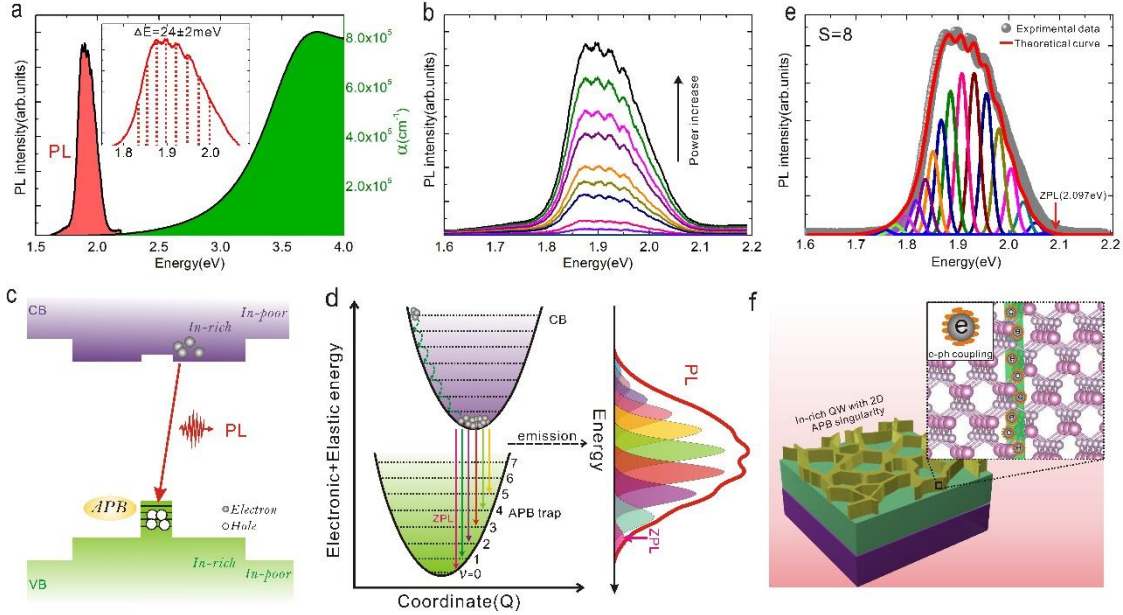 a
PL intensity(arb.units)
ΔE=24±2meV
1.8 1.9 2.0
PL
8.0x10⁵
6.0x10⁵
4.0x10⁵
2.0x10⁵
α(cm⁻¹)
1.5 2.0 2.5 3.0 3.5 4.0
Energy(eV)
b
PL intensity(arb.units)
Power increase
1.6 1.7 1.8 1.9 2.0 2.1 2.2
Energy(eV)
e
S=8
Exprimental data
Theoretical curve
PL intensity(arb.units)
ZPL(2.097eV)
1.6 1.7 1.8 1.9 2.0 2.1 2.2
Energy(eV)
c
CB
In-rich
In-poor
PL
APB
Electron
Hole
In-rich
In-poor
VB
d
Electronic+Elastic energy
CB
emission
7
6
5
4
3
2
1
ν=0
APB trap
ZPL
Coordinate(Q)
Energy
PL
ZPL
f
e
e-ph coupling
In-rich QW with 2D
APB singularity